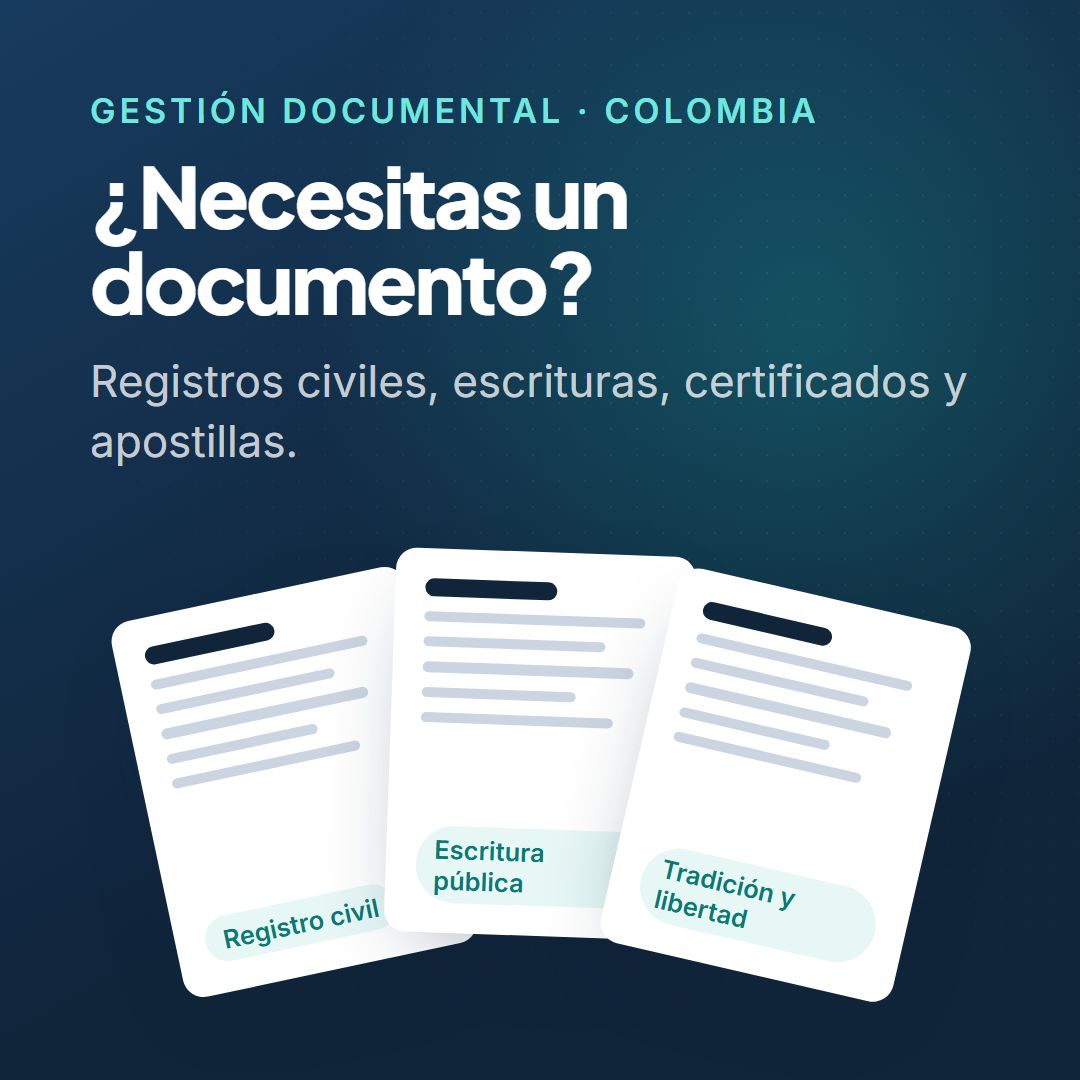 GESTIÓN DOCUMENTAL · COLOMBIA
¿Necesitas un
documento?
Registros civiles, escrituras, certificados y
apostillas.
Registro civil
Escritura
pública
Tradición y
libertad